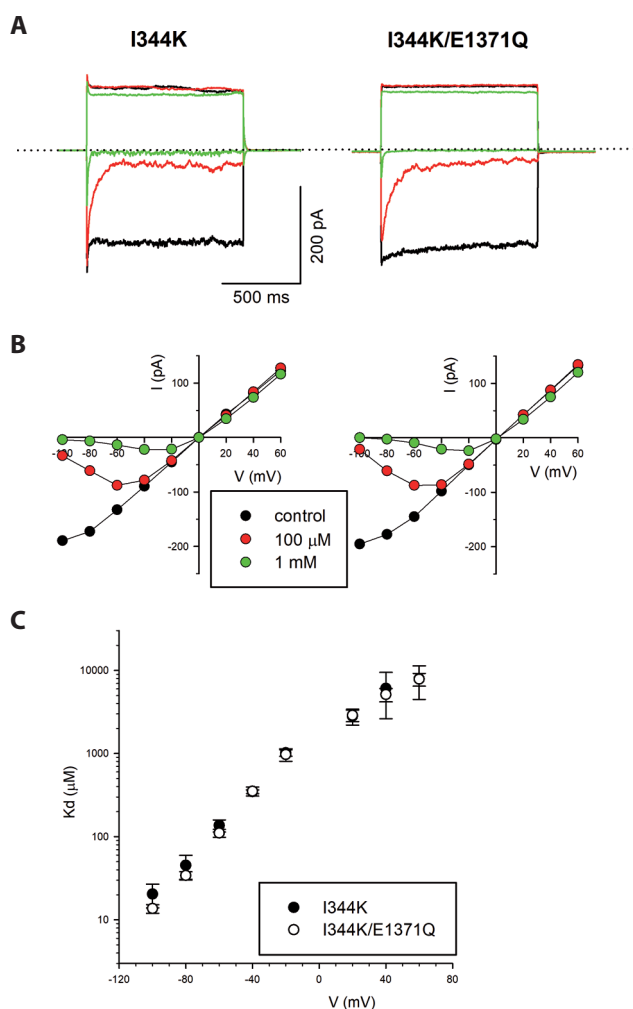 A
I344K
I344K/E1371Q
200 pA
500 ms
B
I (pA)
100
-80 -60 -40 -20
20 40 60
V (mV)
-100
-200
I (pA)
100
-80 -60 -40 -20
20 40 60
V (mV)
-100
-200
control
100 μM
1 mM
C
Kd (μM)
10000
1000
100
10
-120 -80 -40 0 40 80
V (mV)
I344K
I344K/E1371Q